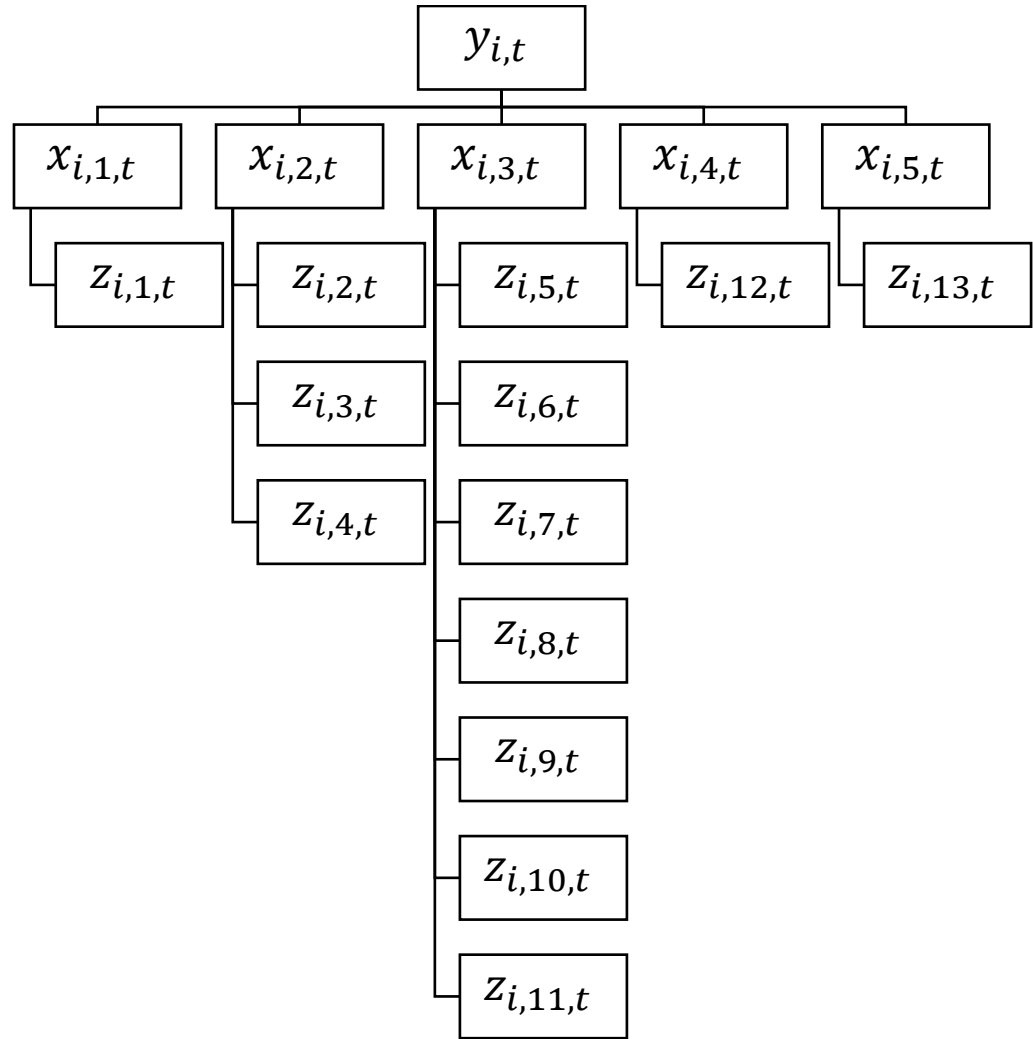 y_{i,t}
x_{i,1,t} x_{i,2,t} x_{i,3,t} x_{i,4,t} x_{i,5,t}
z_{i,1,t} z_{i,2,t} z_{i,5,t} z_{i,12,t} z_{i,13,t}
z_{i,3,t} z_{i,6,t}
z_{i,4,t} z_{i,7,t}
z_{i,8,t}
z_{i,9,t}
z_{i,10,t}
z_{i,11,t}